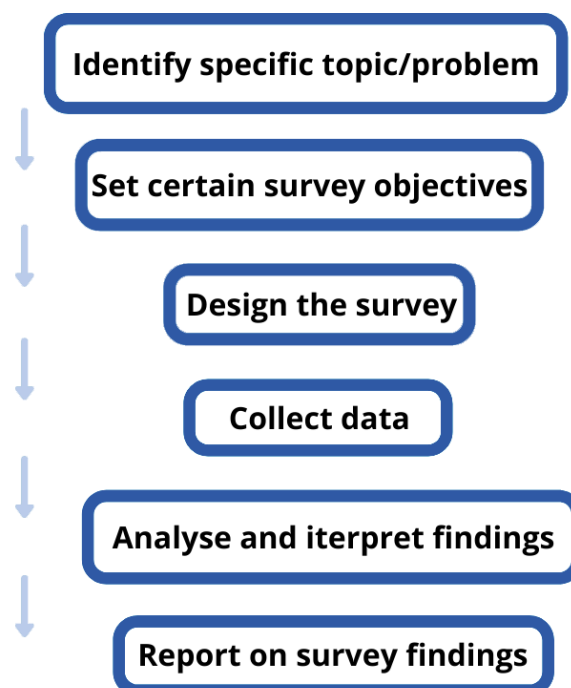 Identify specific topic/problem
Set certain survey objectives
Design the survey
Collect data
Analyse and iterpret findings
Report on survey findings